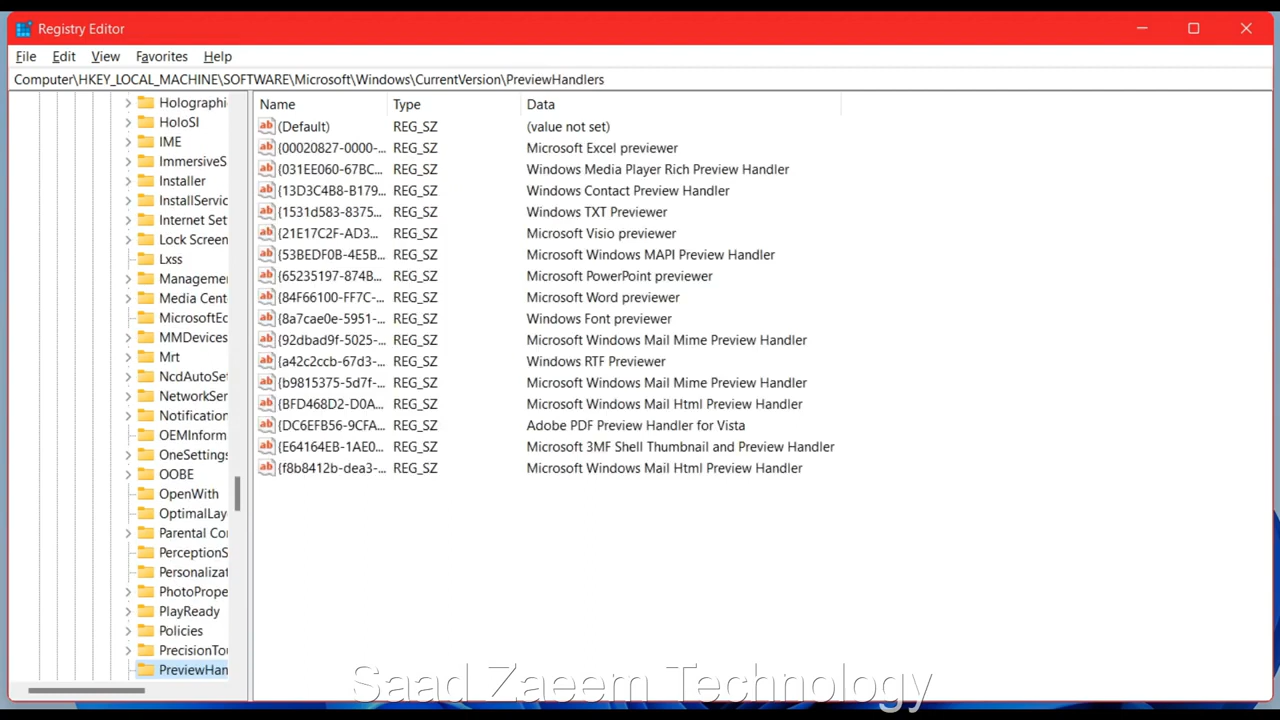 Registry Editor
File Edit View Favorites Help
Computer\HKEY_LOCAL_MACHINE\SOFTWARE\Microsoft\Windows\CurrentVersion\PreviewHandlers
Holographi
HoloSI
IME
ImmersiveS
Installer
InstallServic
Internet Set
Lock Screen
Lxss
Managemer
Media Cent
MicrosoftEc
MMDevices
Mrt
NcdAutoSet
NetworkSer
Notification
OEMInform
OneSettings
OOBE
OpenWith
OptimalLay
Parental Co
PerceptionS
Personalizat
PhotoPrope
PlayReady
Policies
PrecisionTou
PreviewHan
Name Type Data
(Default) REG_SZ (value not set)
{00020827-0000-... REG_SZ Microsoft Excel previewer
{031EE060-67BC... REG_SZ Windows Media Player Rich Preview Handler
{13D3C4B8-B179... REG_SZ Windows Contact Preview Handler
{1531d583-8375... REG_SZ Windows TXT Previewer
{21E17C2F-AD3... REG_SZ Microsoft Visio previewer
{53BEDF0B-4E5B... REG_SZ Microsoft Windows MAPI Preview Handler
{65235197-874B... REG_SZ Microsoft PowerPoint previewer
{84F66100-FF7C-... REG_SZ Microsoft Word previewer
{8a7cae0e-5951-... REG_SZ Windows Font previewer
{92dbad9f-5025-... REG_SZ Microsoft Windows Mail Mime Preview Handler
{a42c2ccb-67d3-... REG_SZ Windows RTF Previewer
{b9815375-5d7f-... REG_SZ Microsoft Windows Mail Mime Preview Handler
{BFD468D2-D0A... REG_SZ Microsoft Windows Mail Html Preview Handler
{DC6EFB56-9CFA... REG_SZ Adobe PDF Preview Handler for Vista
{E64164EB-1AE0... REG_SZ Microsoft 3MF Shell Thumbnail and Preview Handler
{f8b8412b-dea3-... REG_SZ Microsoft Windows Mail Html Preview Handler
Saad Zaeem Technology